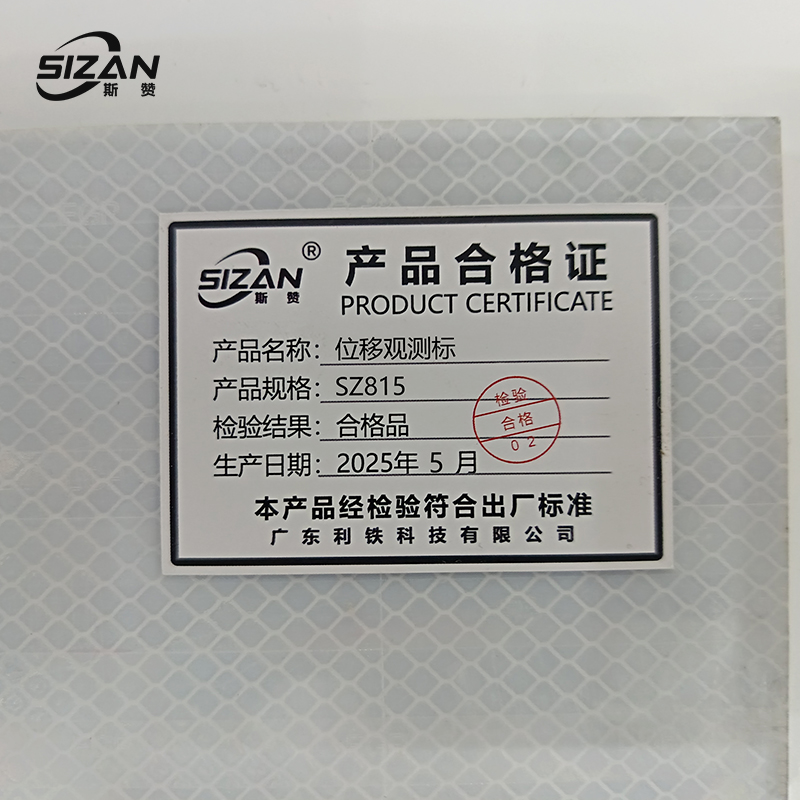 SIZAN
斯赞
SIZAN®
斯赞
产品合格证
PRODUCT CERTIFICATE
产品名称：位移观测标
产品规格：SZ815
检验结果：合格品
生产日期：2025年 5 月
检验
合格
02
本产品经检验符合出厂标准
广东利铁科技有限公司